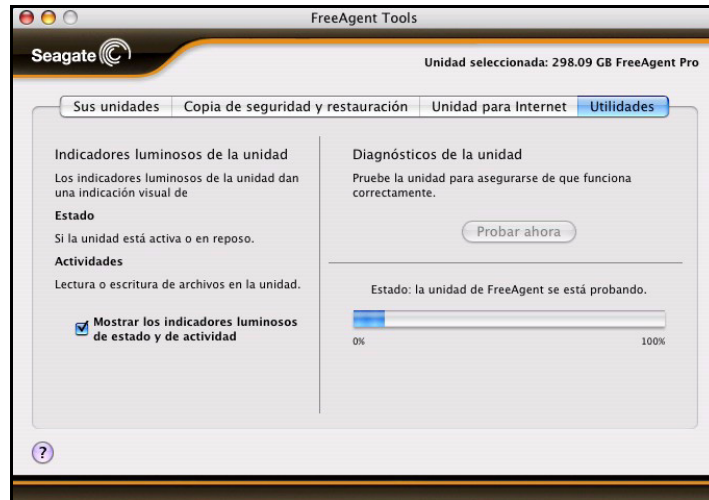 FreeAgent Tools
Seagate
Unidad seleccionada: 298.09 GB FreeAgent Pro
Sus unidades
Copia de seguridad y restauración
Unidad para Internet
Utilidades
Indicadores luminosos de la unidad
Los indicadores luminosos de la unidad dan
una indicación visual de
Estado
Si la unidad está activa o en reposo.
Actividades
Lectura o escritura de archivos en la unidad.
Mostrar los indicadores luminosos
de estado y de actividad
Diagnósticos de la unidad
Pruebe la unidad para asegurarse de que funciona
correctamente.
Probar ahora
Estado: la unidad de FreeAgent se está probando.
0%
100%
?